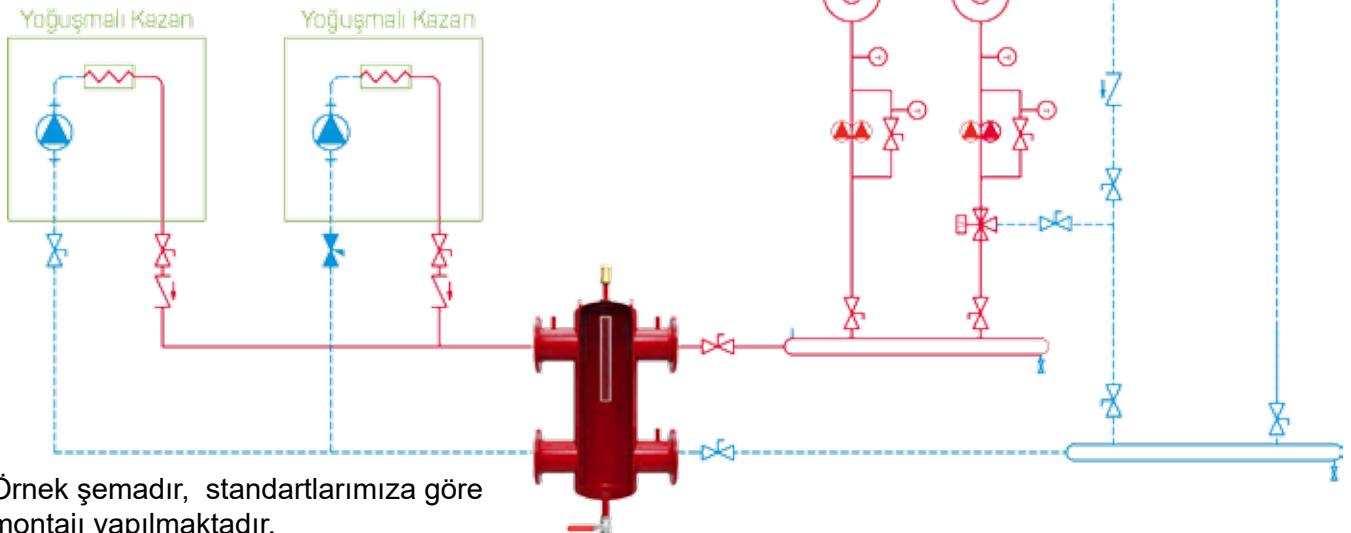 Yoğuşmalı Kazan
Yoğuşmalı Kazan
Örnek şemadır, standartlarımıza göre
montajı yapılmaktadır.